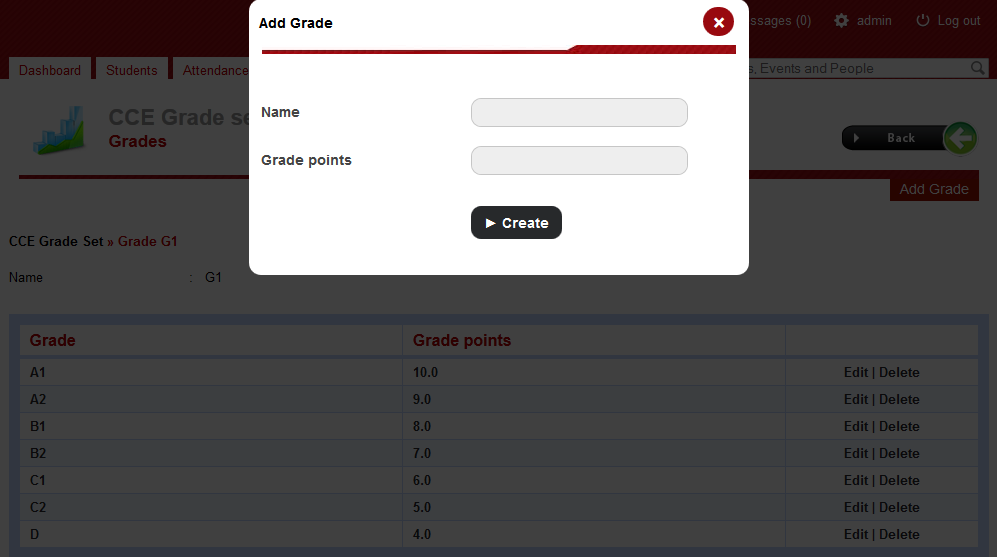 Add Grade
ssages (0) admin Log out
Dashboard Students Attendance
s, Events and People
CCE Grade se
Grades
Name
Back
Grade points
Add Grade
► Create
CCE Grade Set » Grade G1
Name : G1
Grade Grade points
A1 10.0 Edit | Delete
A2 9.0 Edit | Delete
B1 8.0 Edit | Delete
B2 7.0 Edit | Delete
C1 6.0 Edit | Delete
C2 5.0 Edit | Delete
D 4.0 Edit | Delete